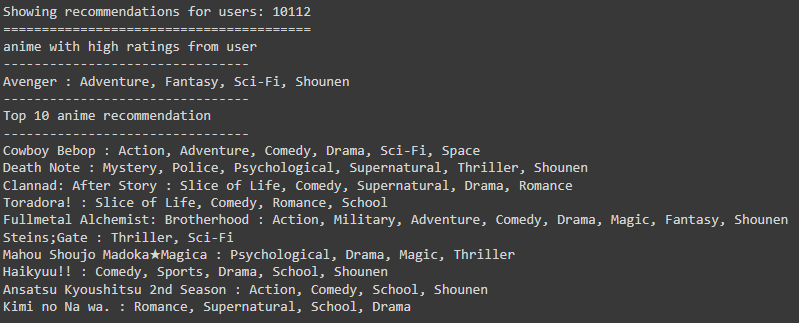 Showing recommendations for users: 10112
========================================
anime with high ratings from user
--------------------------------
Avenger : Adventure, Fantasy, Sci-Fi, Shounen
--------------------------------
Top 10 anime recommendation
--------------------------------
Cowboy Bebop : Action, Adventure, Comedy, Drama, Sci-Fi, Space
Death Note : Mystery, Police, Psychological, Supernatural, Thriller, Shounen
Clannad: After Story : Slice of Life, Comedy, Supernatural, Drama, Romance
Toradora! : Slice of Life, Comedy, Romance, School
Fullmetal Alchemist: Brotherhood : Action, Military, Adventure, Comedy, Drama, Magic, Fantasy, Shounen
Steins;Gate : Thriller, Sci-Fi
Mahou Shoujo Madoka★Magica : Psychological, Drama, Magic, Thriller
Haikyuu!! : Comedy, Sports, Drama, School, Shounen
Ansatsu Kyoushitsu 2nd Season : Action, Comedy, School, Shounen
Kimi no Na wa. : Romance, Supernatural, School, Drama